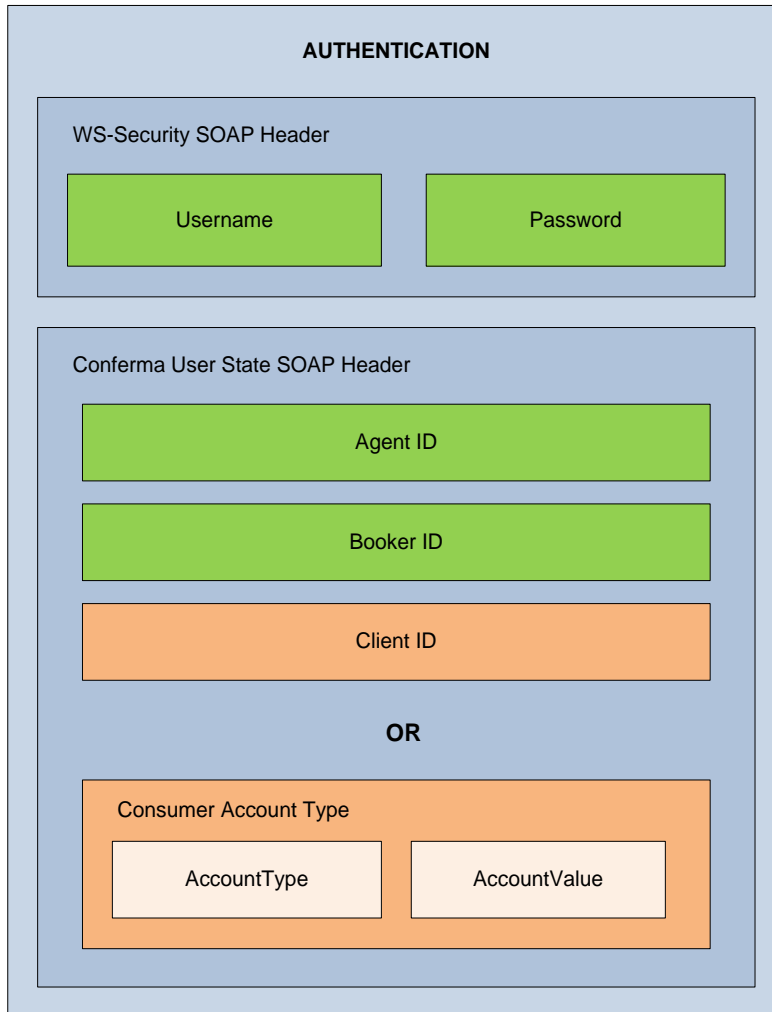 AUTHENTICATION
WS-Security SOAP Header
Username
Password
Conferma User State SOAP Header
Agent ID
Booker ID
Client ID
OR
Consumer Account Type
AccountType
AccountValue